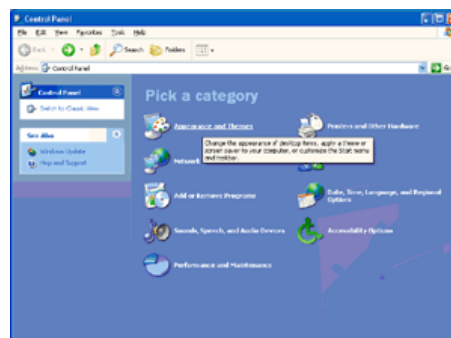 Control Panel
File Edit View Favorites Tools Help
Back Search Folders
Address Control Panel Go
Control Panel
Switch to Classic View
See Also
Windows Update
Help and Support
Pick a category
Appearance and Themes
Printers and Other Hardware
Change the appearance of desktop items, apply a theme or
screen saver to your computer, or customize the Start menu
and taskbar.
Network
Add or Remove Programs
Date, Time, Language, and Regional
Options
Sounds, Speech, and Audio Devices
Accessibility Options
Performance and Maintenance